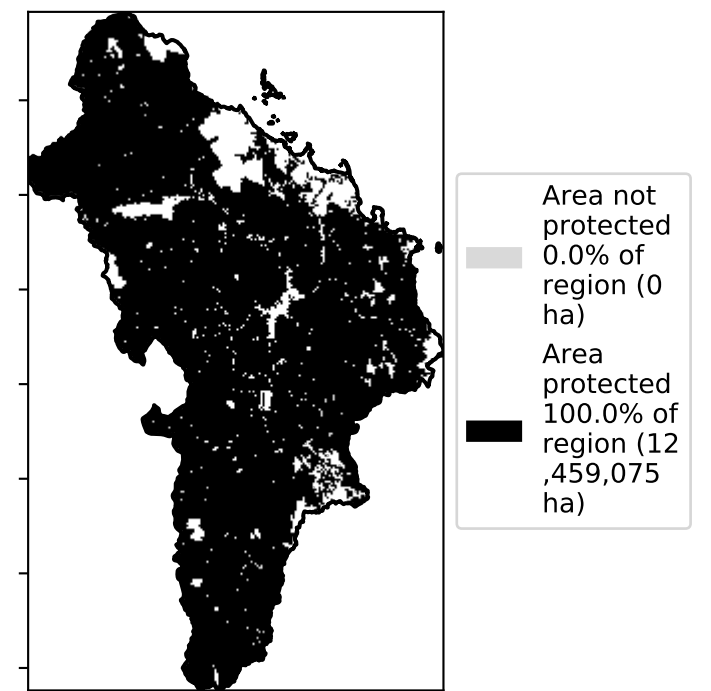 Area not
protected
0.0% of
region (0
ha)
Area
protected
100.0% of
region (12
,459,075
ha)